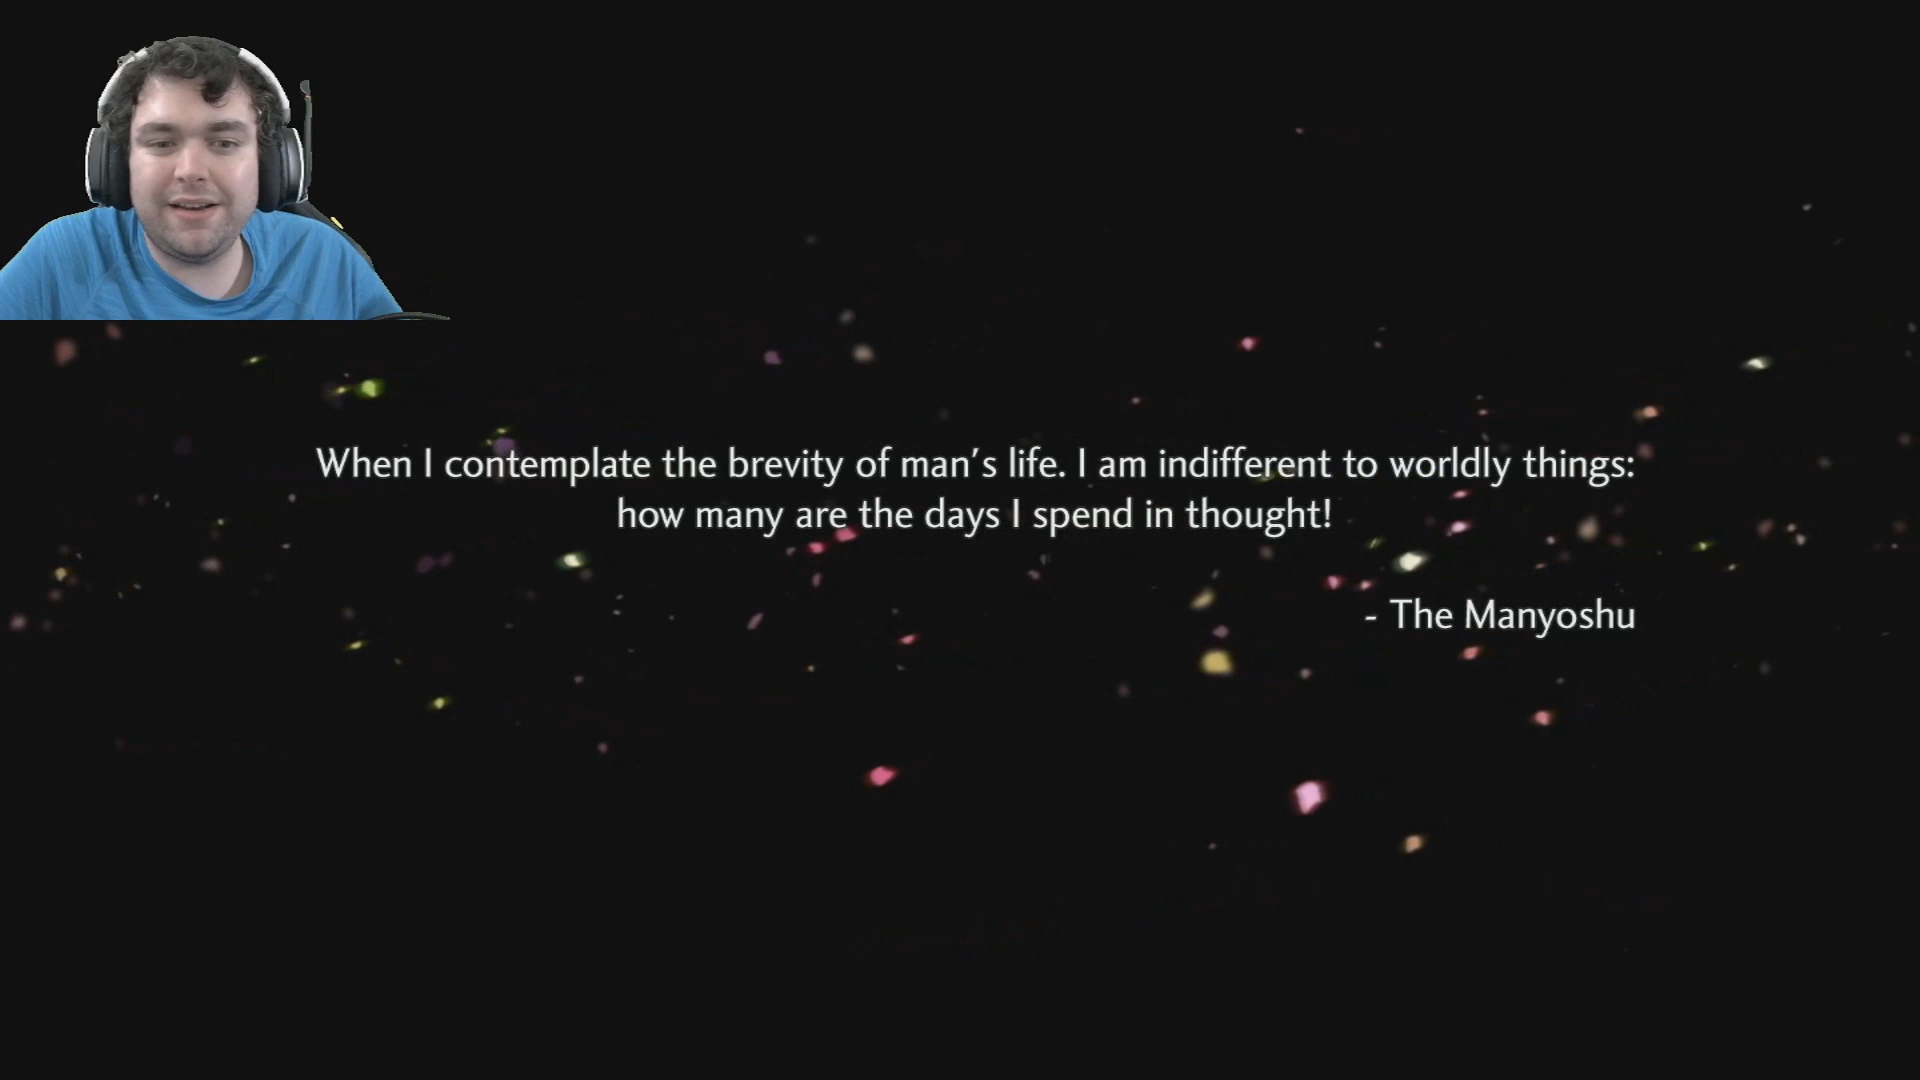 When I contemplate the brevity of man's life. I am indifferent to worldly things:
how many are the days I spend in thought!
- The Manyoshu